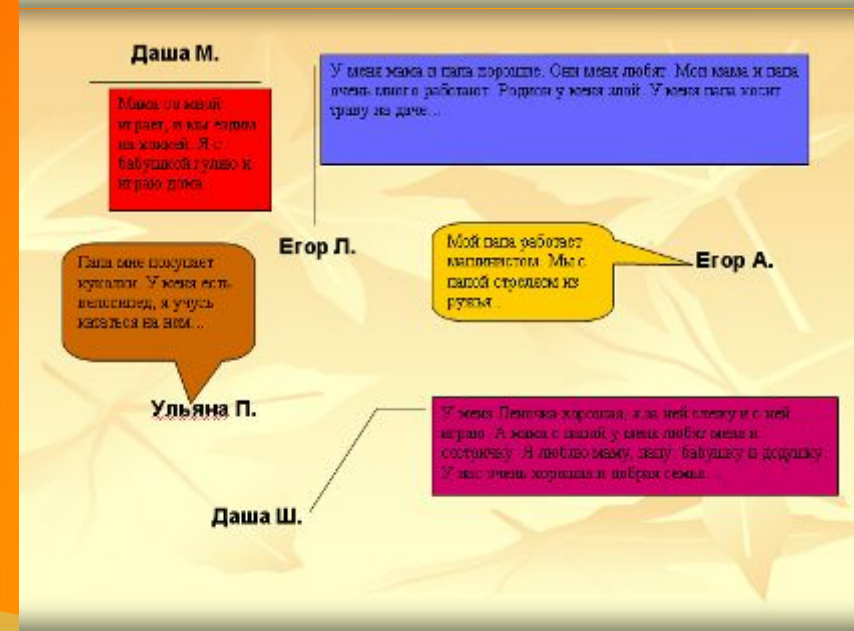 Даша М.
Мама со мной
играет, и мы ездим
на хоккей. Я с
бабушкой гуляю и
играю дома...
У меня мама и папа хорошие. Они меня любят. Мои мама и папа
очень много работают. Родион у меня злой. У меня папа косит
траву на даче...
Егор Л.
Мой папа работает
машинистом. Мы с
папой стреляем из
ружья...
Егор А.
Папа мне покупает
куколки. У меня есть
велосипед, я учусь
кататься на нем...
Ульяна П.
У меня Леночка хорошая, я за ней слежу и с ней
играю. А мама с папой у меня любят меня и
сестричку. Я люблю маму, папу, бабушку и дедушку.
У нас очень хорошая и добрая семья...
Даша Ш.